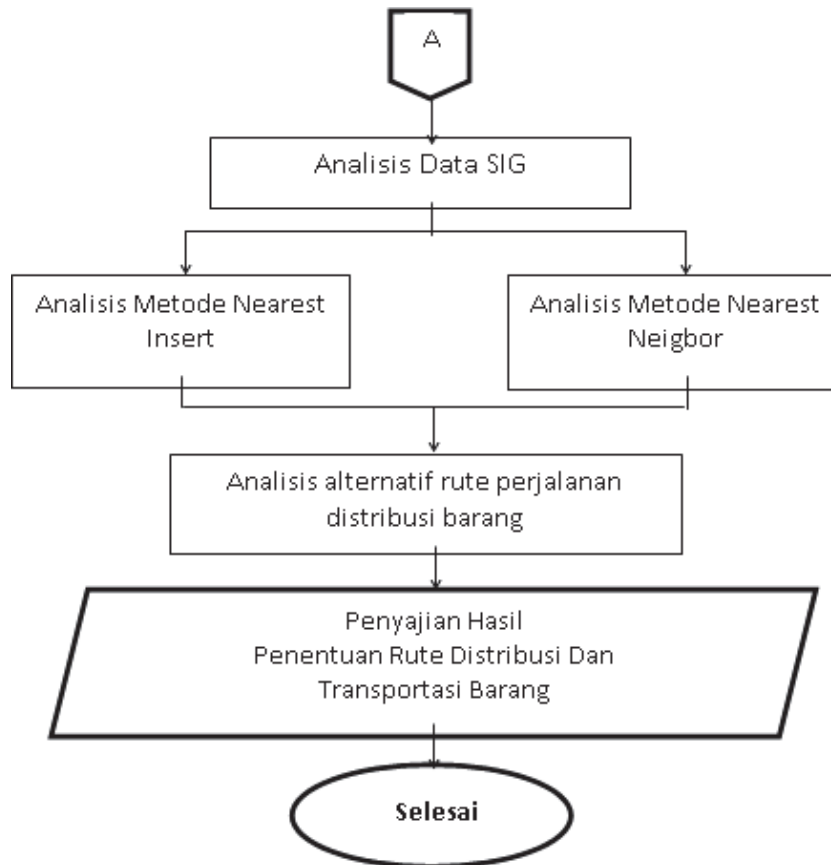 A
Analisis Data SIG
Analisis Metode Nearest
Insert
Analisis Metode Nearest
Neigbor
Analisis alternatif rute perjalanan
distribusi barang
Penyajian Hasil
Penentuan Rute Distribusi Dan
Transportasi Barang
Selesai